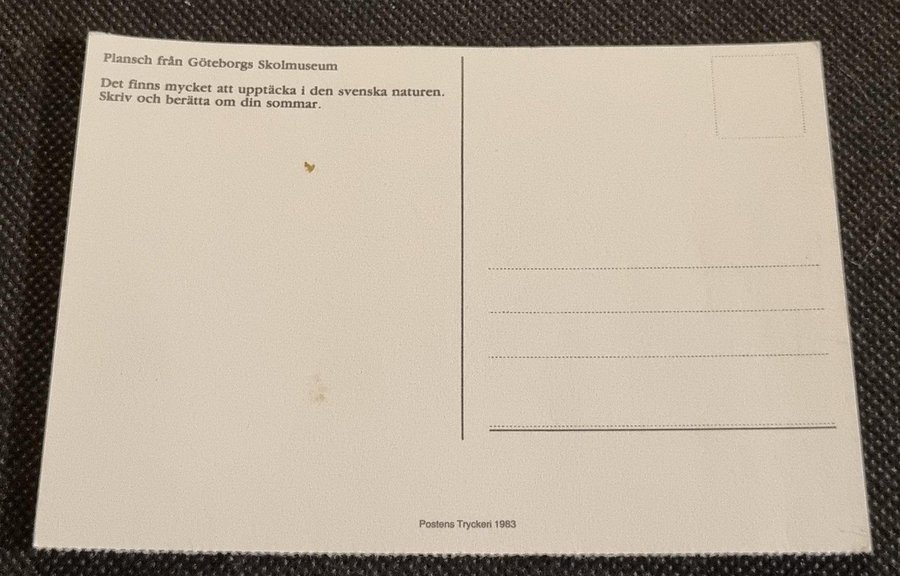 Plansch från Göteborgs Skolmuseum
Det finns mycket att upptäcka i den svenska naturen.
Skriv och berätta om din sommar.
Postens Tryckeri 1983